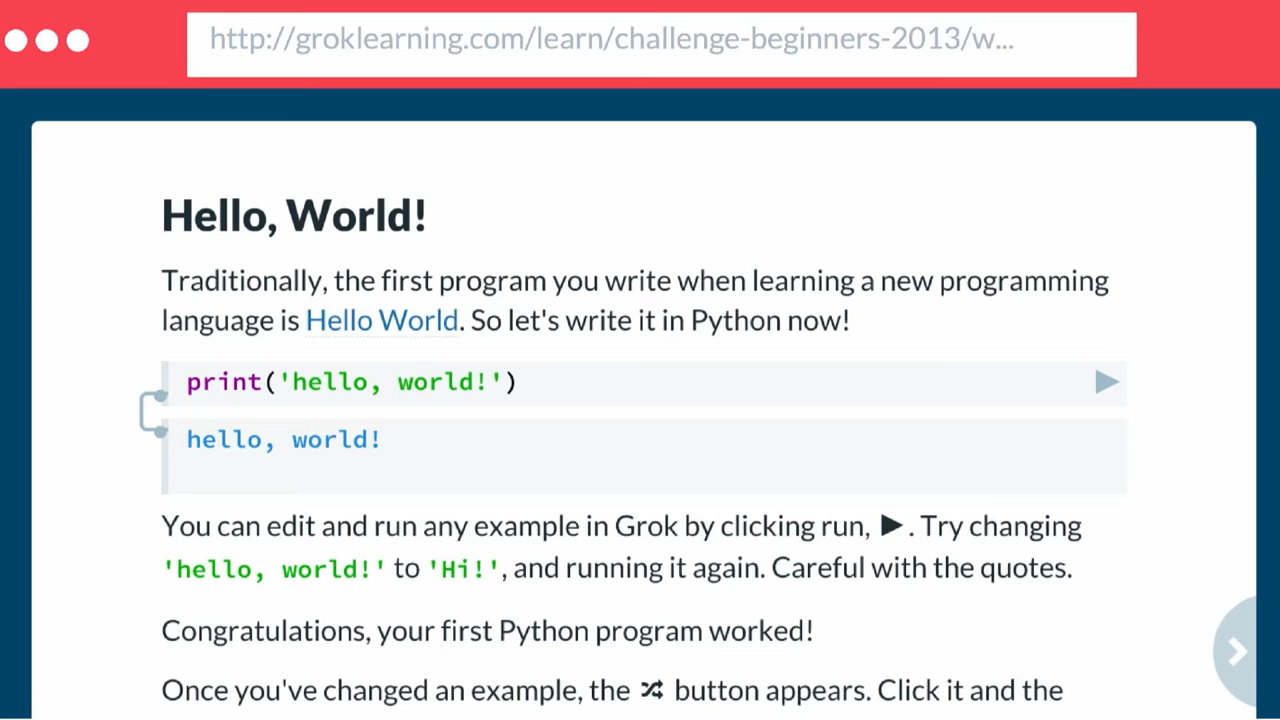 http://groklearning.com/learn/challenge-beginners-2013/w...
Hello, World!
Traditionally, the first program you write when learning a new programming
language is Hello World. So let's write it in Python now!
print('hello, world!')
hello, world!
You can edit and run any example in Grok by clicking run, ▶. Try changing
'hello, world!' to 'Hi!', and running it again. Careful with the quotes.
Congratulations, your first Python program worked!
Once you've changed an example, the 🔀 button appears. Click it and the